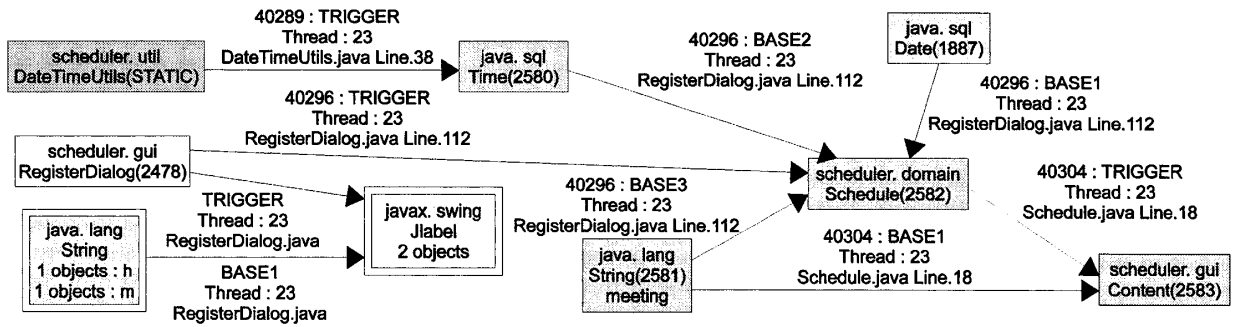 40289 : TRIGGER
Thread : 23
DateTimeUtils.java Line.38
scheduler. util
DateTimeUtils(STATIC)
java. sql
Time(2580)
40296 : BASE2
Thread : 23
RegisterDialog.java Line.112
java. sql
Date(1887)
40296 : BASE1
Thread : 23
RegisterDialog.java Line.112
40296 : TRIGGER
Thread : 23
RegisterDialog.java Line.112
scheduler. gui
RegisterDialog(2478)
scheduler. domain
Schedule(2582)
40304 : TRIGGER
Thread : 23
Schedule.java Line.18
TRIGGER
Thread : 23
RegisterDialog.java
40296 : BASE3
Thread : 23
RegisterDialog.java Line.112
java. lang
String
1 objects : h
1 objects : m
javax. swing
Jlabel
2 objects
40304 : BASE1
Thread : 23
Schedule.java Line.18
BASE1
Thread : 23
RegisterDialog.java
java. lang
String(2581)
meeting
scheduler. gui
Content(2583)